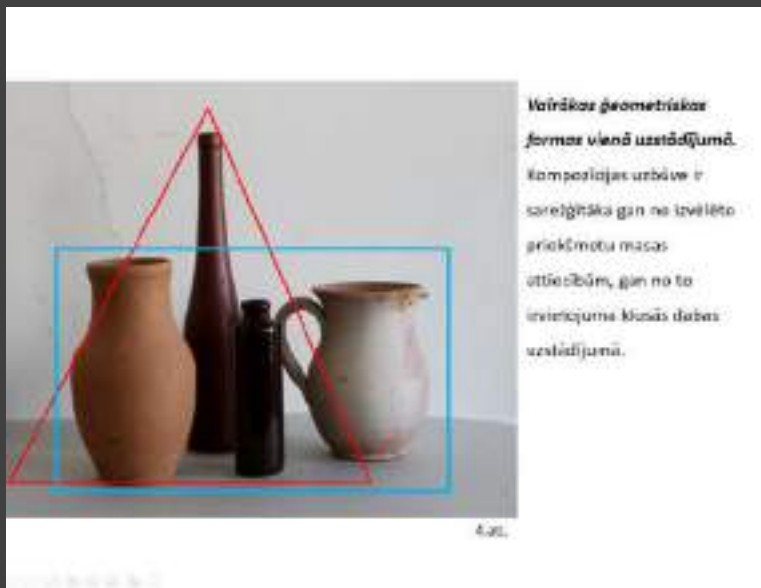 Vairākas ģeometriskas
formas vienā uzstādījumā.
Kompozīcijas uzbūve ir
sarežģītāka gan no izvēlēto
priekšmetu masas
attiecībām, gan no to
izvietojuma klusās dabas
uzstādījumā.
4.att.